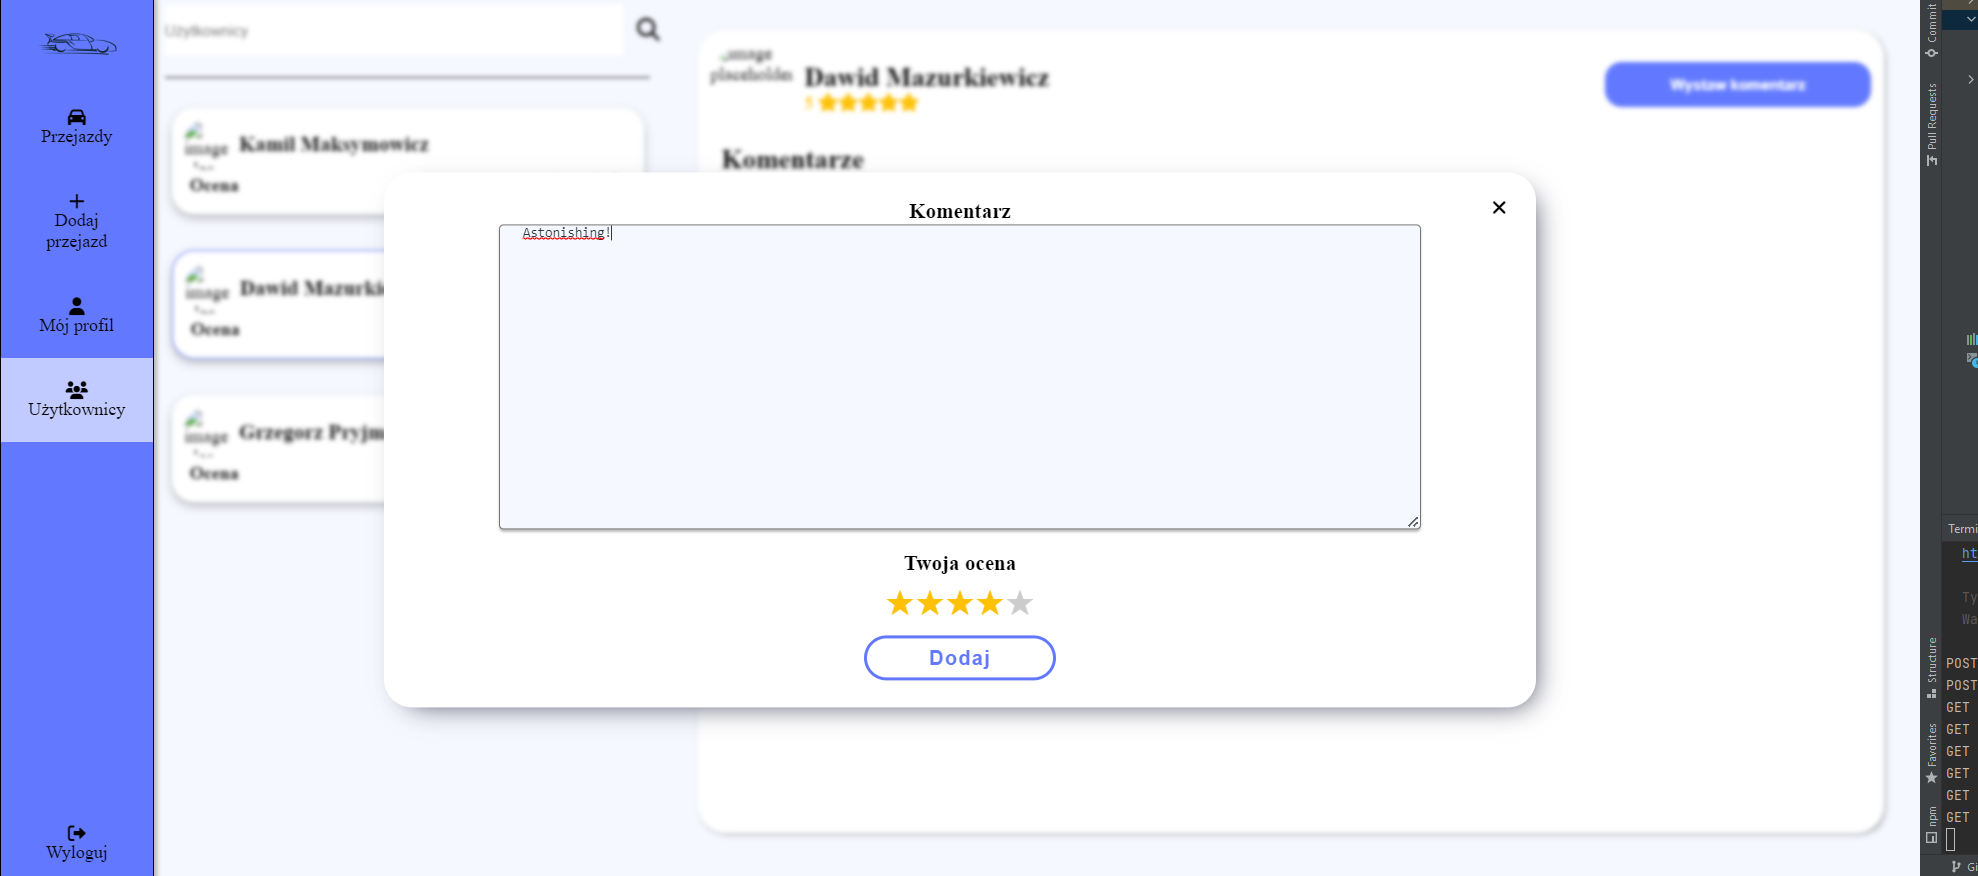 Przejazdy
Dodaj
przejazd
Mój profil
Użytkownicy
Wyloguj
Użytkownicy
Kamil Maksymowicz
image
Ocena
Dawid Mazurkie
image
Ocena
Grzegorz Pryjm
image
Ocena
image
placeholder
Dawid Mazurkiewicz
5
Wystaw komentarz
Komentarze
Komentarz
Astonishing!
Twoja ocena
Dodaj
Commit
Pull Requests
Structure
Favorites
npm
Termi
ht
Ty
Wa
POST
POST
GET
GET
GET
GET
GET
GET
Gi